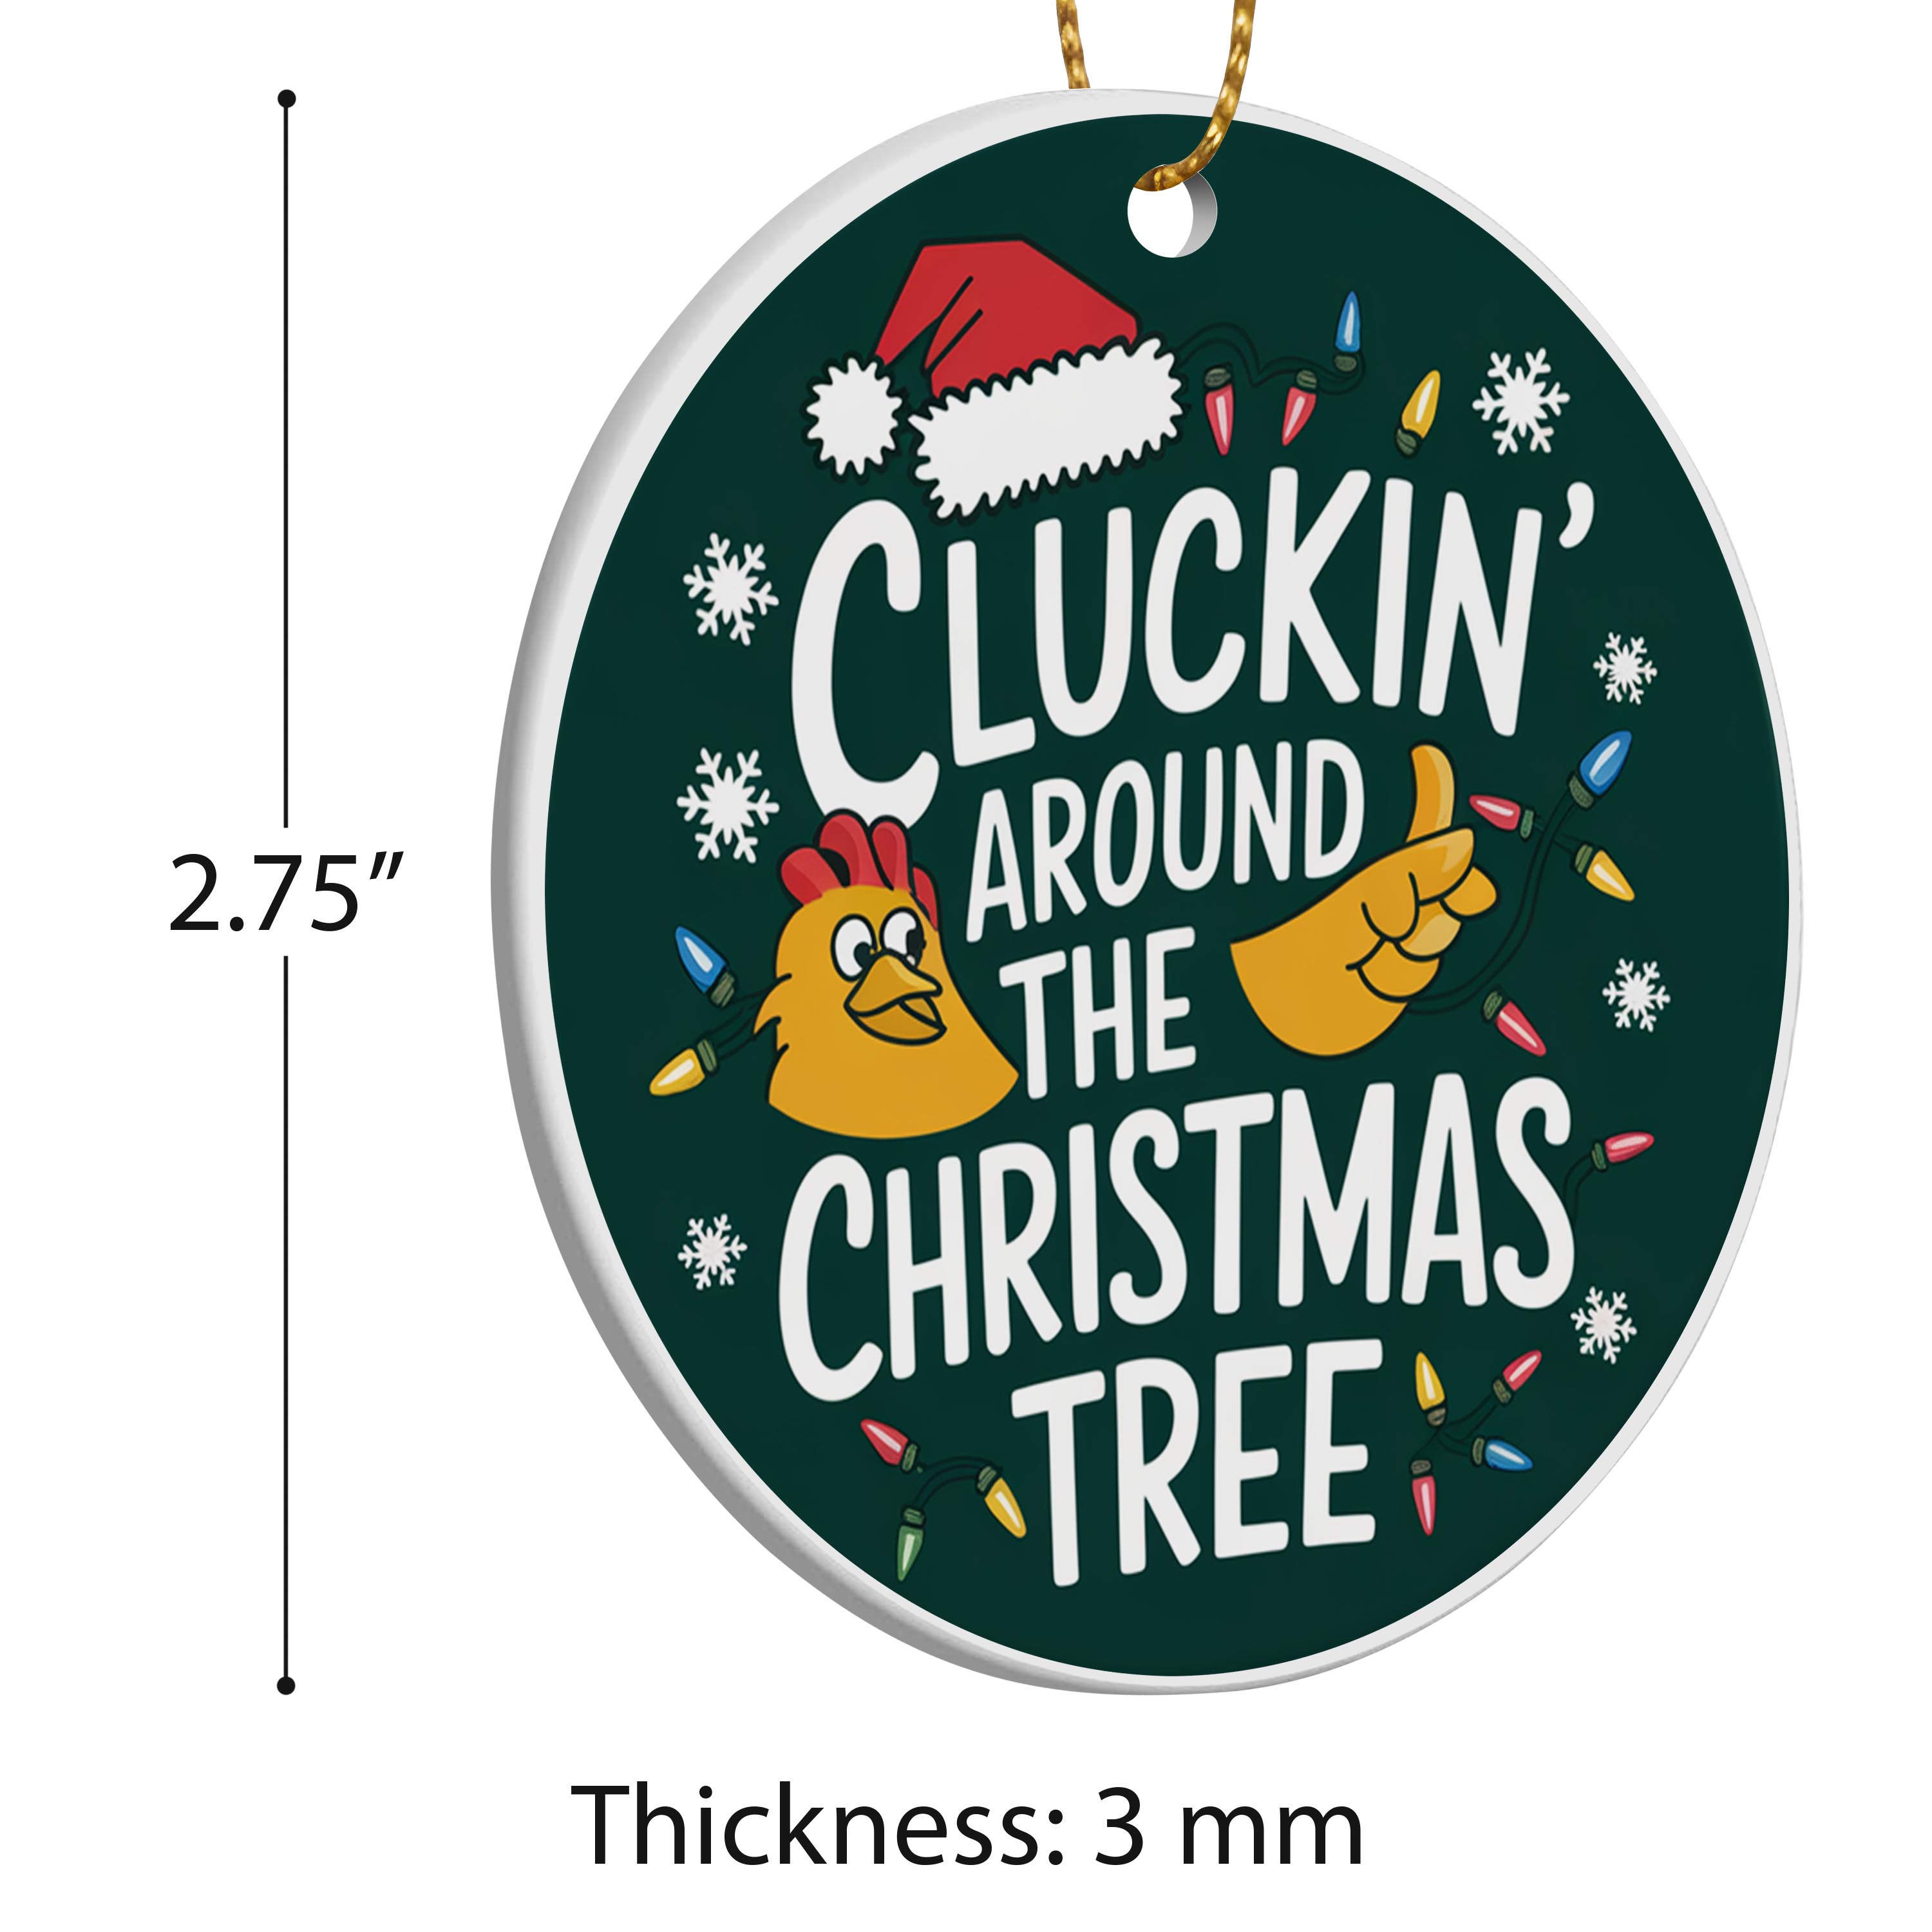 CLUCKIN’
AROUND
THE
CHRISTMAS
TREE
2.75”
Thickness: 3 mm